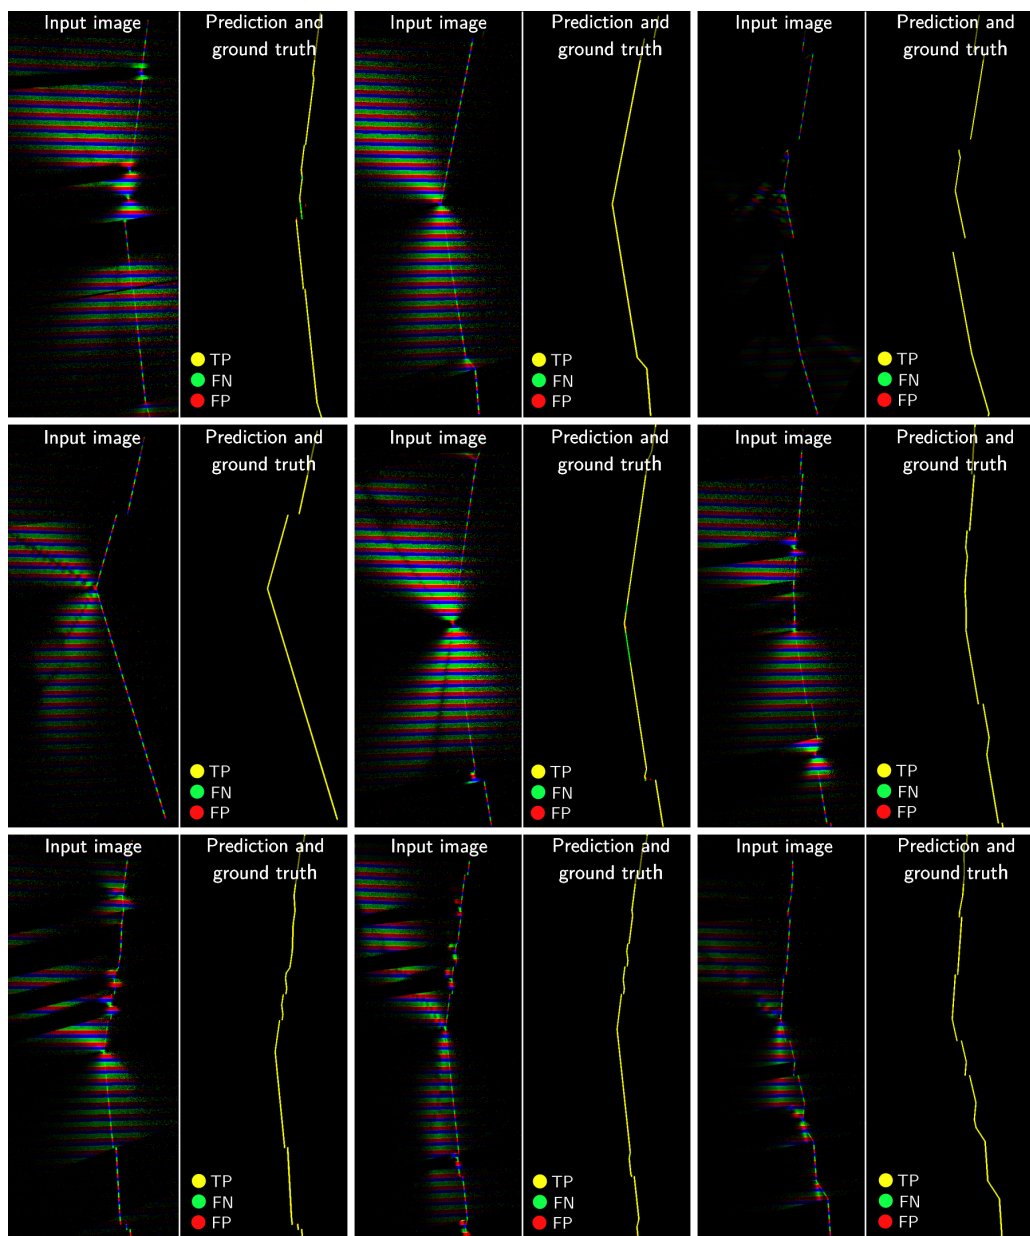 Input image
Prediction and
ground truth
TP
FN
FP
Input image
Prediction and
ground truth
TP
FN
FP
Input image
Prediction and
ground truth
TP
FN
FP
Input image
Prediction and
ground truth
TP
FN
FP
Input image
Prediction and
ground truth
TP
FN
FP
Input image
Prediction and
ground truth
TP
FN
FP
Input image
Prediction and
ground truth
TP
FN
FP
Input image
Prediction and
ground truth
TP
FN
FP
Input image
Prediction and
ground truth
TP
FN
FP